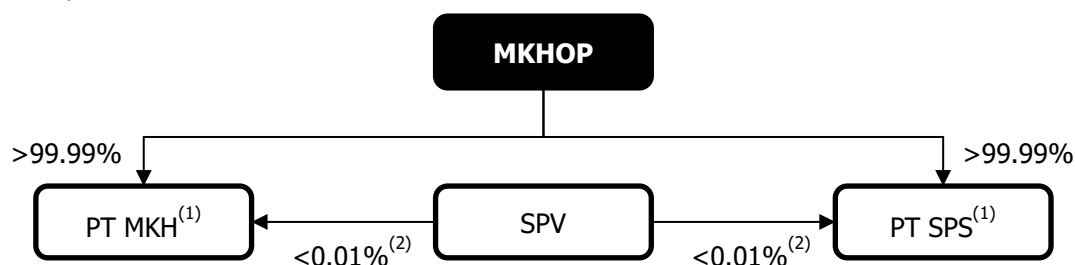 MKHOP
>99.99%
>99.99%
PT MKH(1)
SPV
PT SPS(1)
<0.01%(2)
<0.01%(2)